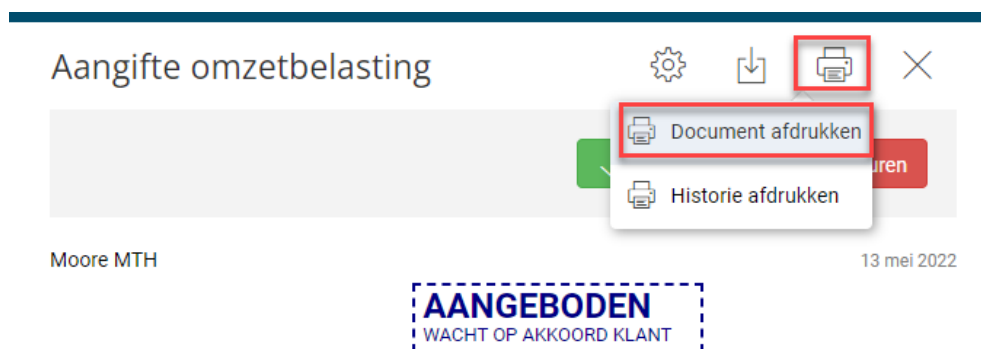 Aangifte omzetbelasting
Document afdrukken
Historie afdrukken
Moore MTH
13 mei 2022
AANGEBODEN
WACHT OP AKKOORD KLANT